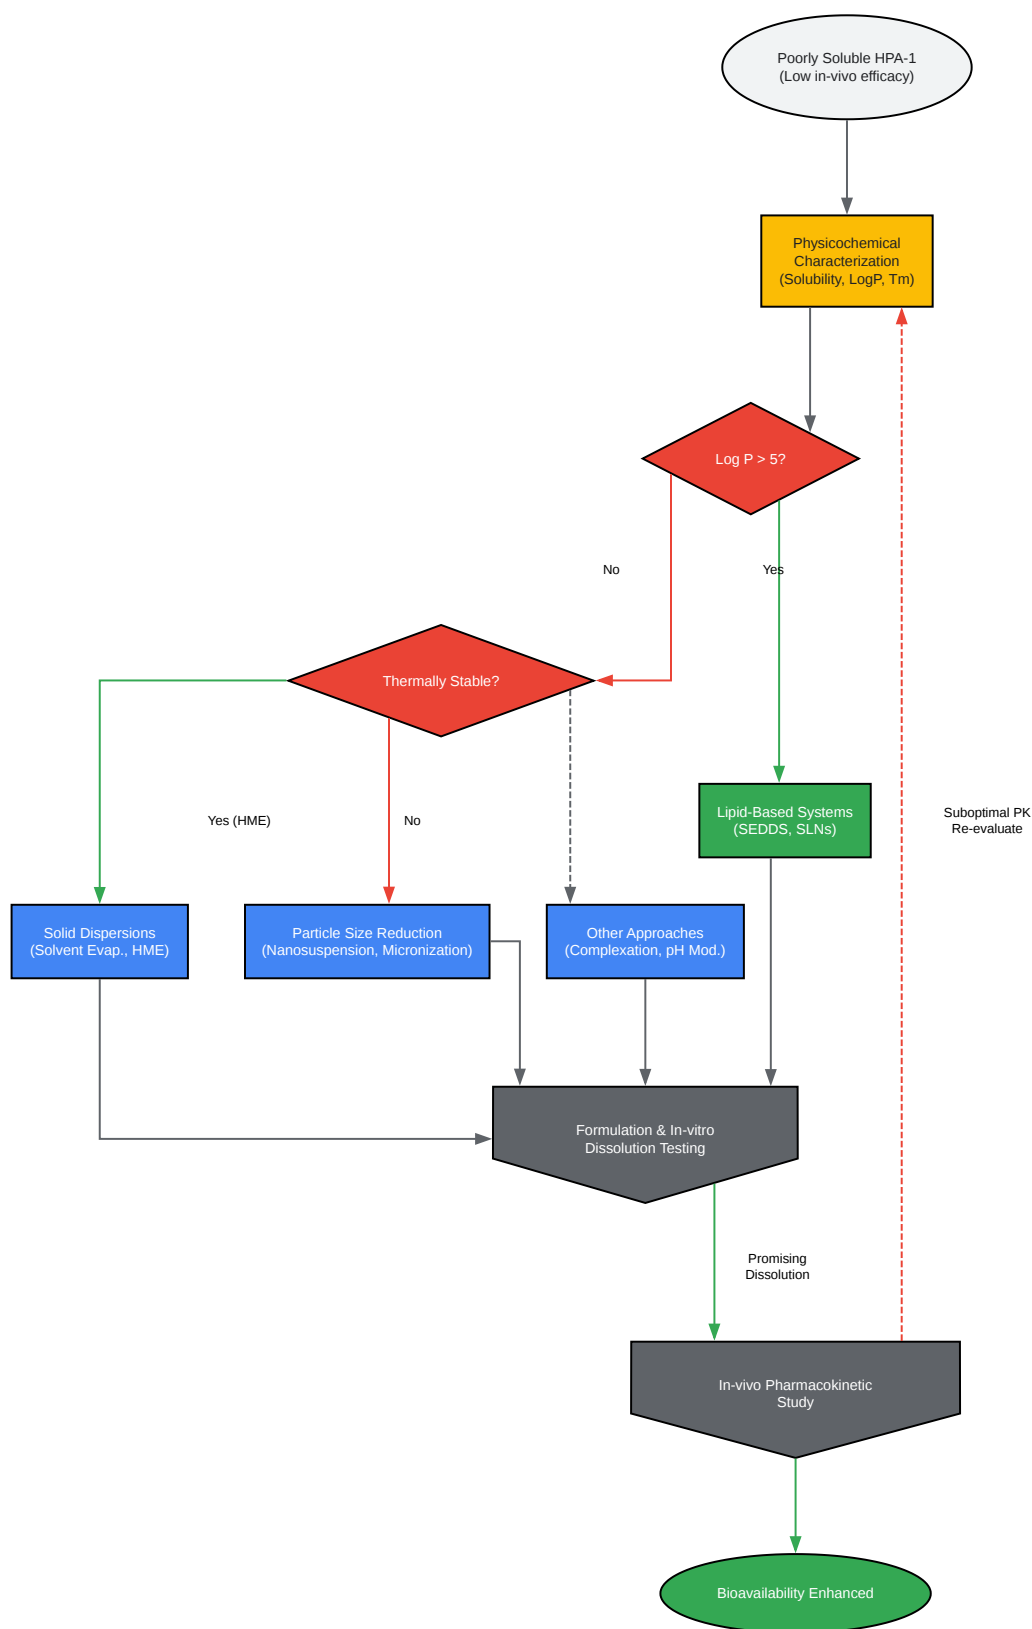 Poorly Soluble HPA-1
(Low in-vivo efficacy)
Physicochemical
Characterization
(Solubility, LogP, Tm)
Log P > 5?
No
Yes
Thermally Stable?
Yes (HME)
No
Lipid-Based Systems
(SEDDS, SLNs)
Suboptimal PK
Re-evaluate
Solid Dispersions
(Solvent Evap., HME)
Particle Size Reduction
(Nanosuspension, Micronization)
Other Approaches
(Complexation, pH Mod.)
Formulation & In-vitro
Dissolution Testing
Promising
Dissolution
In-vivo Pharmacokinetic
Study
Bioavailability Enhanced